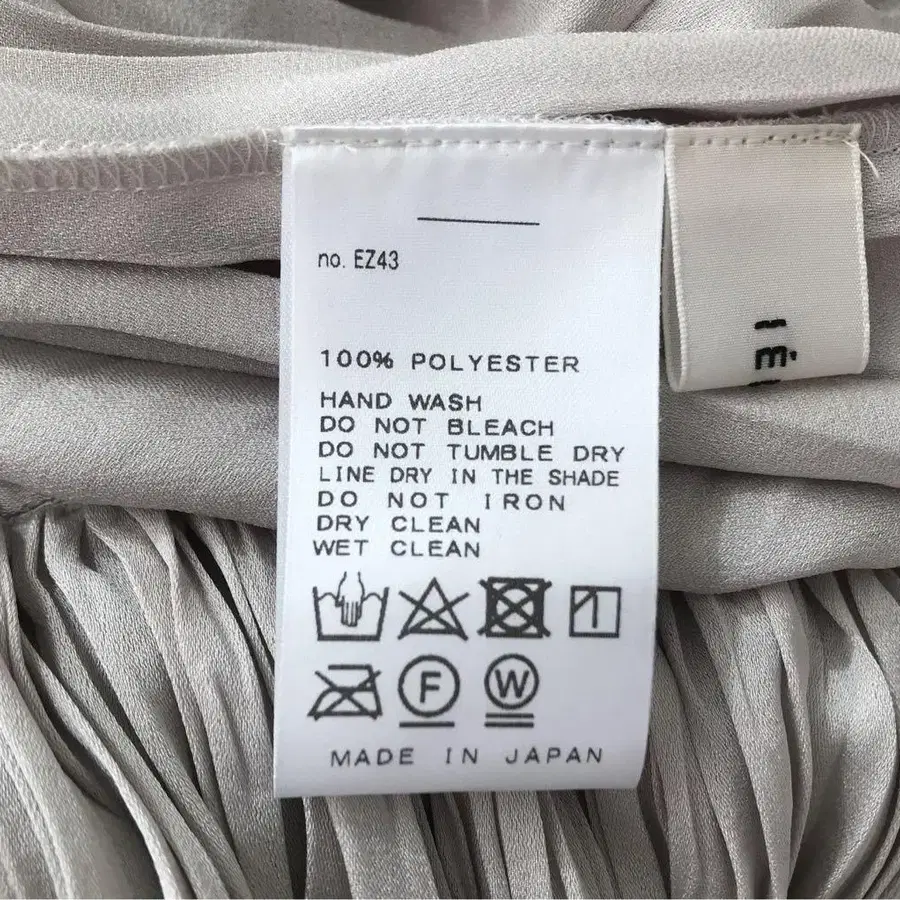 no. EZ43
100% POLYESTER
HAND WASH
DO NOT BLEACH
DO NOT TUMBLE DRY
LINE DRY IN THE SHADE
DO NOT IRON
DRY CLEAN
WET CLEAN
F
W
MADE IN JAPAN